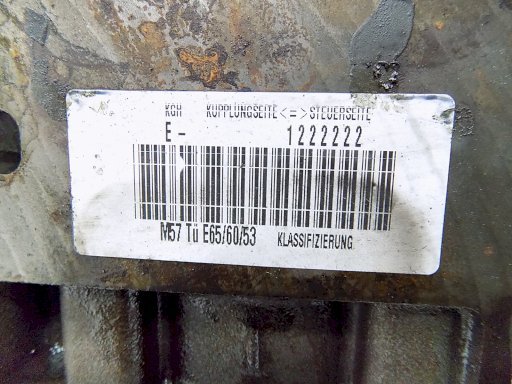 KGH KUPPLUNGSEITE <=> STEUERSEITE
E- 1222222
M57 Tü E65/60/53 KLASSIFIZIERUNG